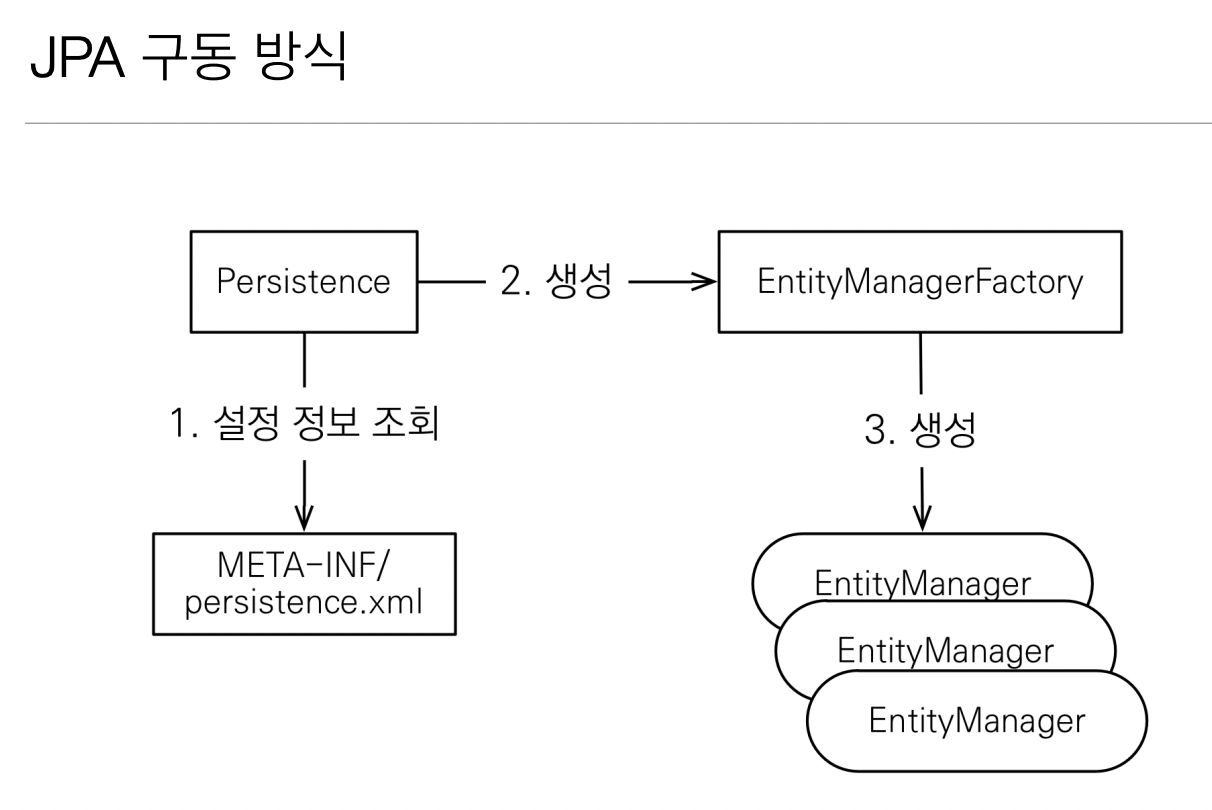 JPA 구동 방식
Persistence
2. 생성
EntityManagerFactory
1. 설정 정보 조회
3. 생성
META-INF/
persistence.xml
EntityManager
EntityManager
EntityManager